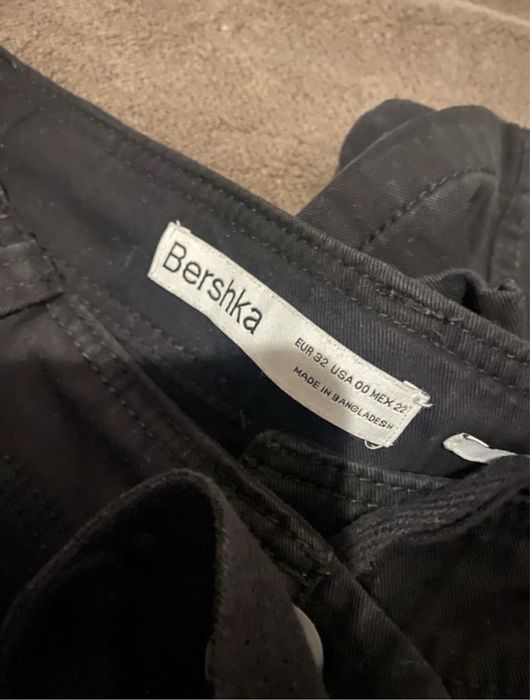 Bershka
EUR 32 USA 00 MEX 22
MADE IN BANGLADESH